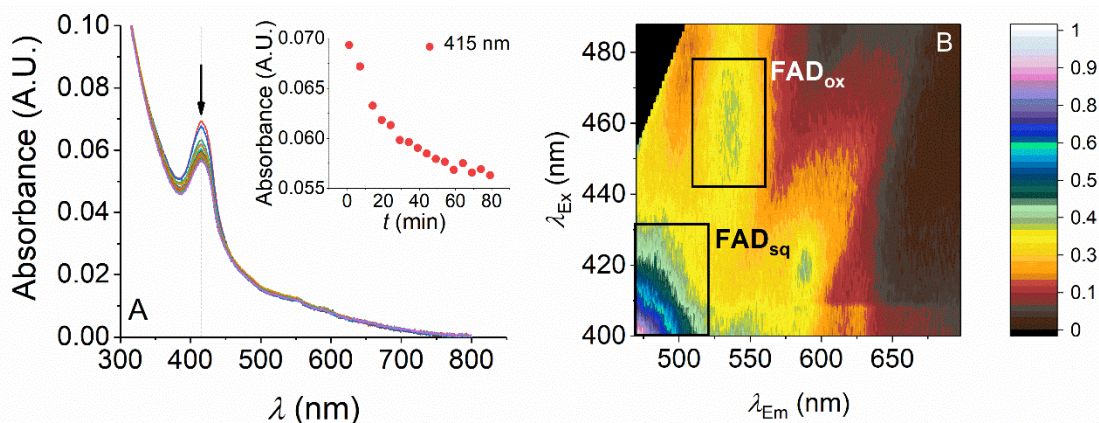 0.10
0.08
0.06
0.04
0.02
0.00
Absorbance (A.U.)
300 400 500 600 700 800
λ (nm)
A
0.070
0.065
0.060
0.055
Absorbance (A.U.)
415 nm
0 20 40 60 80
t (min)
B
480
460
440
420
400
λEx (nm)
FADox
FADsq
500 550 600 650
λEm (nm)
1
0.9
0.8
0.7
0.6
0.5
0.4
0.3
0.2
0.1
0